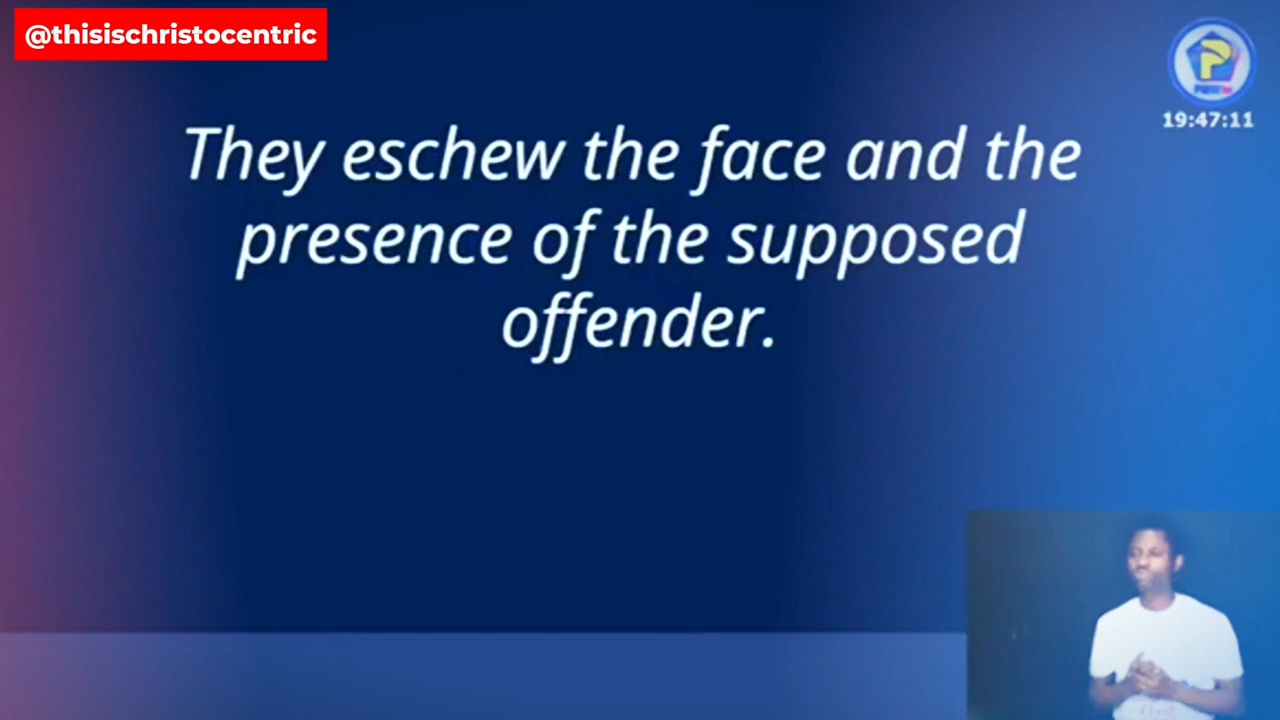 @thisischristocentric
They eschew the face and the
presence of the supposed
offender.
19:47:11